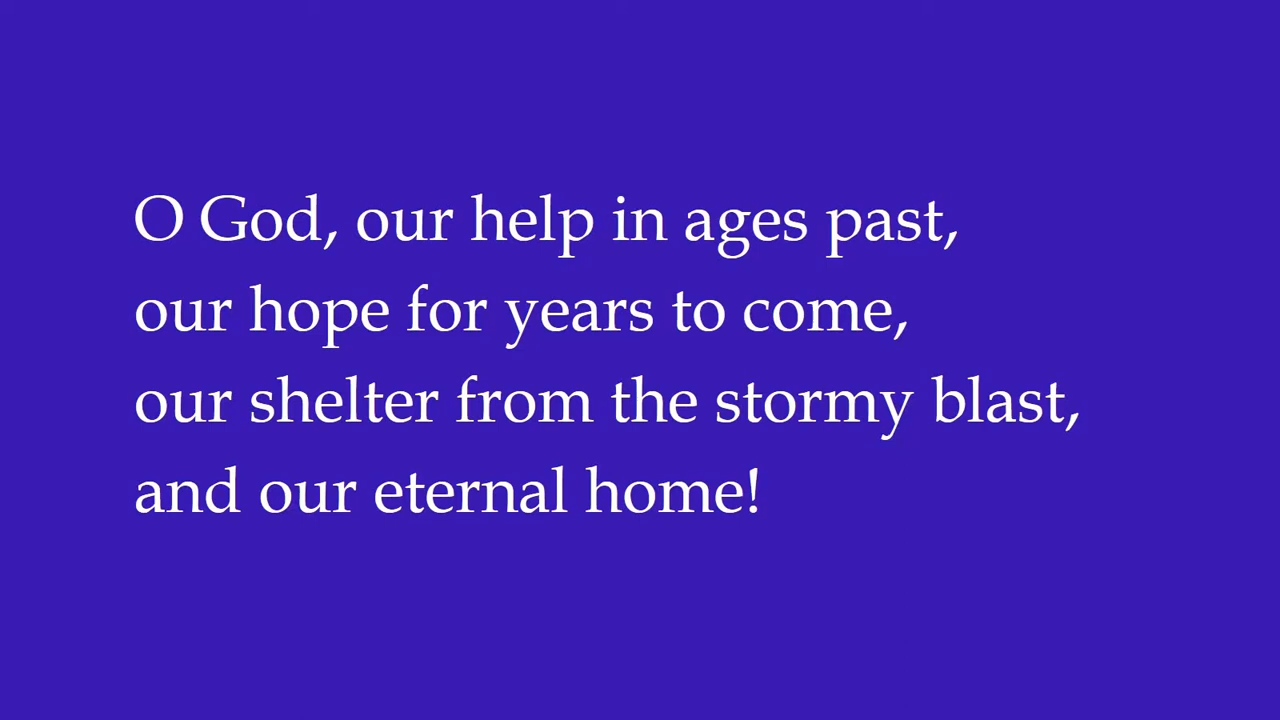 O God, our help in ages past,
our hope for years to come,
our shelter from the stormy blast,
and our eternal home!